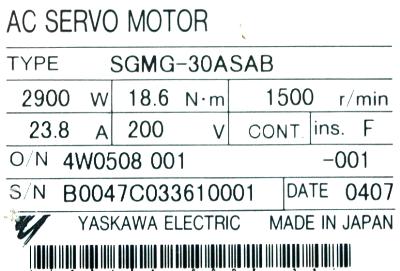 AC SERVO MOTOR
TYPE SGMG-30ASAB
2900 W 18.6 N·m 1500 r/min
23.8 A 200 V CONT. ins. F
O/N 4W0508 001 -001
S/N B0047C033610001 DATE 0407
YASKAWA ELECTRIC MADE IN JAPAN